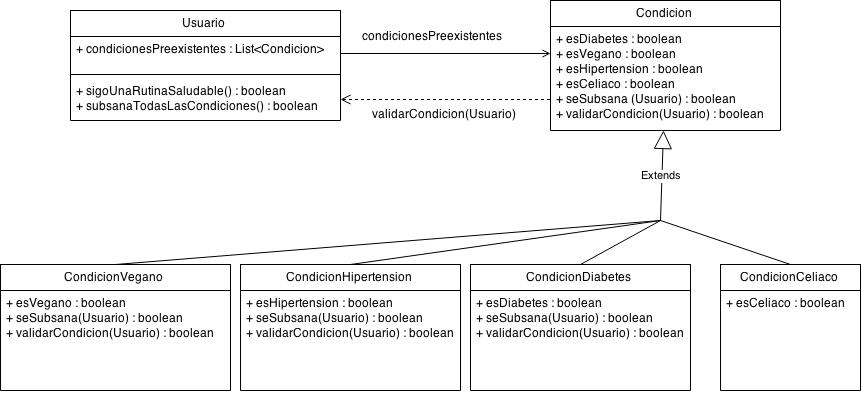 Usuario
+ condicionesPreexistentes : List<Condicion>
+ sigoUnaRutinaSaludable() : boolean
+ subsanaTodasLasCondiciones() : boolean
condicionesPreexistentes
validarCondicion(Usuario)
Condicion
+ esDiabetes : boolean
+ esVegano : boolean
+ esHipertension : boolean
+ esCeliaco : boolean
+ seSubsana (Usuario) : boolean
+ validarCondicion(Usuario) : boolean
Extends
CondicionVegano
+ esVegano : boolean
+ seSubsana(Usuario) : boolean
+ validarCondicion(Usuario) : boolean
CondicionHipertension
+ esHipertension : boolean
+ seSubsana(Usuario) : boolean
+ validarCondicion(Usuario) : boolean
CondicionDiabetes
+ esDiabetes : boolean
+ seSubsana(Usuario) : boolean
+ validarCondicion(Usuario) : boolean
CondicionCeliaco
+ esCeliaco : boolean